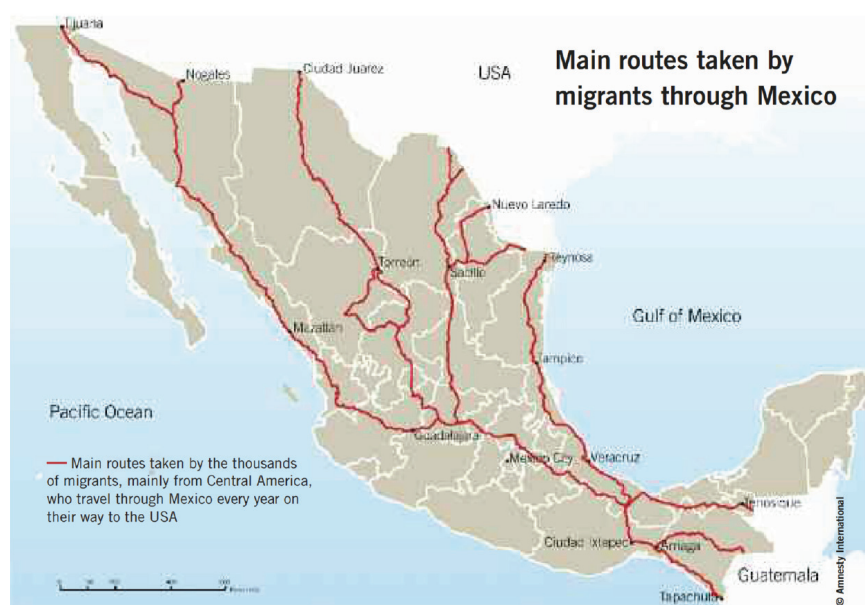 Main routes taken by
migrants through Mexico
Tijuana
Nogales
Ciudad Juarez
USA
Nuevo Laredo
Torreón
Saltillo
Reynosa
Gulf of Mexico
Mazatlán
Tampico
Pacific Ocean
Guadalajara
Mexico City
Veracruz
Main routes taken by the thousands
of migrants, mainly from Central America,
who travel through Mexico every year on
their way to the USA
Tenosique
Ciudad Ixtepec
Arriaga
Guatemala
Tapachula
© Amnesty International